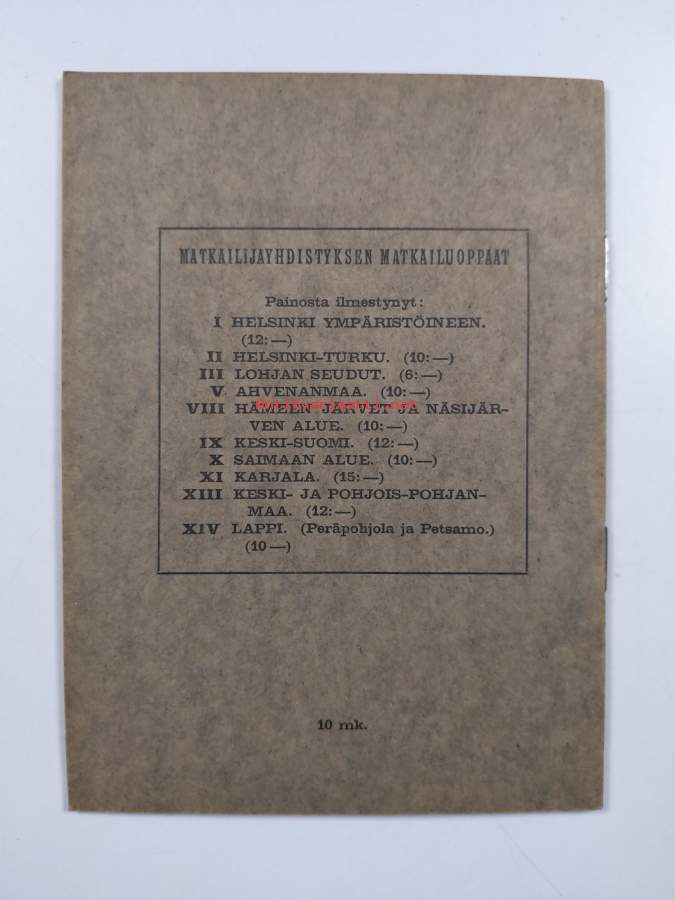 MATKAILIJAYHDISTYKSEN MATKAILUOPPAAT
Painosta ilmestynyt:
I HELSINKI YMPÄRISTÖINEEN.
(12:—)
II HELSINKI-TURKU. (10:—)
III LOHJAN SEUDUT. (6:—)
V AHVENANMAA. (10:—)
VIII HÄMEEN JÄRVET JA NÄSIJÄR-
VEN ALUE. (10:—)
IX KESKI-SUOMI. (12:—)
X SAIMAAN ALUE. (10:—)
XI KARJALA. (15:—)
XIII KESKI- JA POHJOIS-POHJAN-
MAA. (12:—)
XIV LAPPI. (Peräpohjola ja Petsamo.)
(10—)
10 mk.